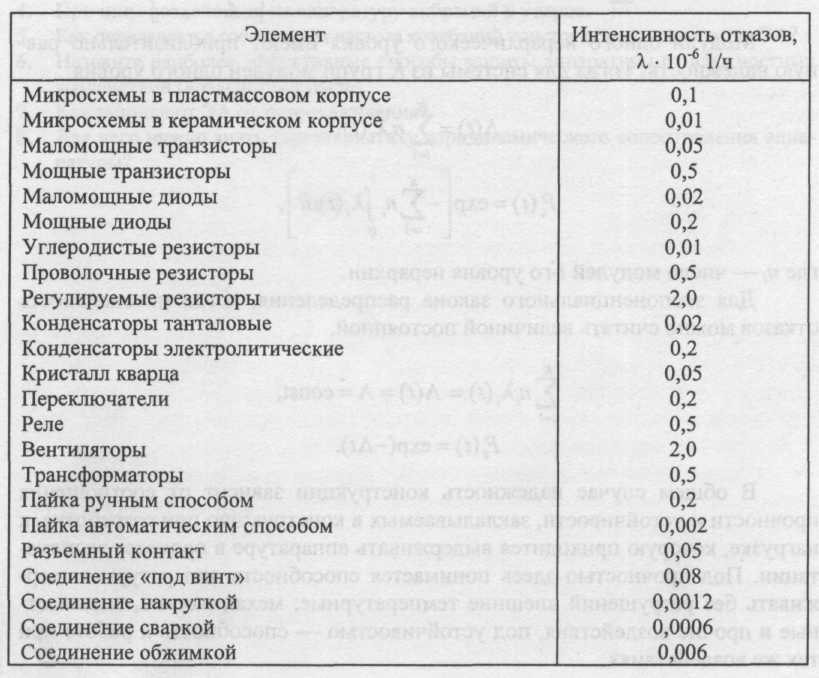 Элемент Интенсивность отказов,
λ · 10⁻⁵, 1/ч
Микросхемы в пластмассовом корпусе 0,1
Микросхемы в керамическом корпусе 0,01
Маломощные транзисторы 0,05
Мощные транзисторы 0,5
Маломощные диоды 0,02
Мощные диоды 0,2
Углеродистые резисторы 0,01
Проволочные резисторы 0,5
Регулируемые резисторы 2,0
Конденсаторы танталовые 0,02
Конденсаторы электролитические 0,2
Кристалл кварца 0,05
Переключатели 0,2
Реле 0,5
Вентиляторы 2,0
Трансформаторы 0,5
Пайка ручным способом 0,2
Пайка автоматическим способом 0,002
Разъемный контакт 0,05
Соединение «под винт» 0,08
Соединение накруткой 0,0012
Соединение сваркой 0,0006
Соединение обжимкой 0,006